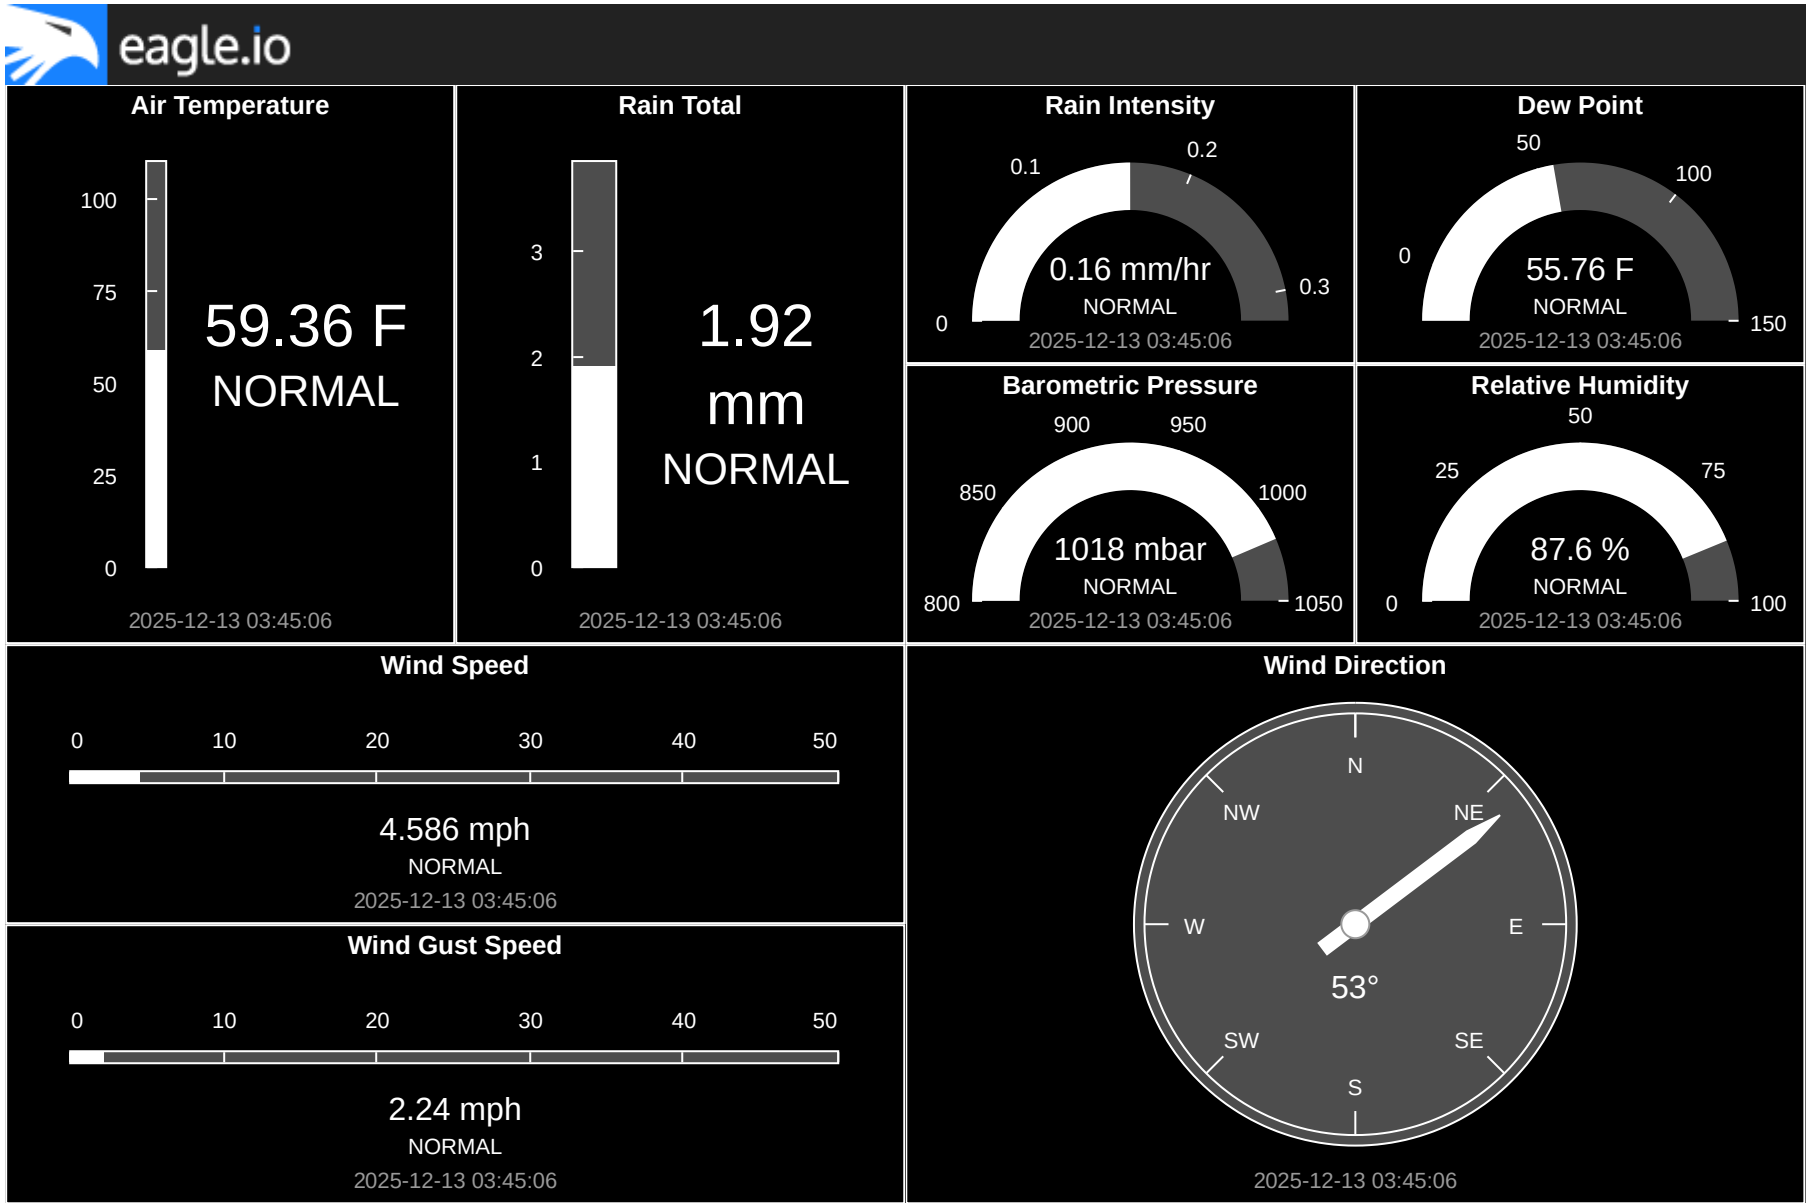 eagle.io
Air Temperature
100
75
50
25
0
59.36 F
NORMAL
2025-12-13 03:45:06
Rain Total
3
2
1
0
1.92
mm
NORMAL
2025-12-13 03:45:06
Rain Intensity
0
0.1
0.2
0.3
0.16 mm/hr
NORMAL
2025-12-13 03:45:06
Dew Point
0
50
100
150
55.76 F
NORMAL
2025-12-13 03:45:06
Barometric Pressure
800
850
900
950
1000
1050
1018 mbar
NORMAL
2025-12-13 03:45:06
Relative Humidity
0
25
50
75
100
87.6 %
NORMAL
2025-12-13 03:45:06
Wind Speed
0 10 20 30 40 50
4.586 mph
NORMAL
2025-12-13 03:45:06
Wind Gust Speed
0 10 20 30 40 50
2.24 mph
NORMAL
2025-12-13 03:45:06
Wind Direction
N
NW NE
W E
53°
SW SE
S
2025-12-13 03:45:06